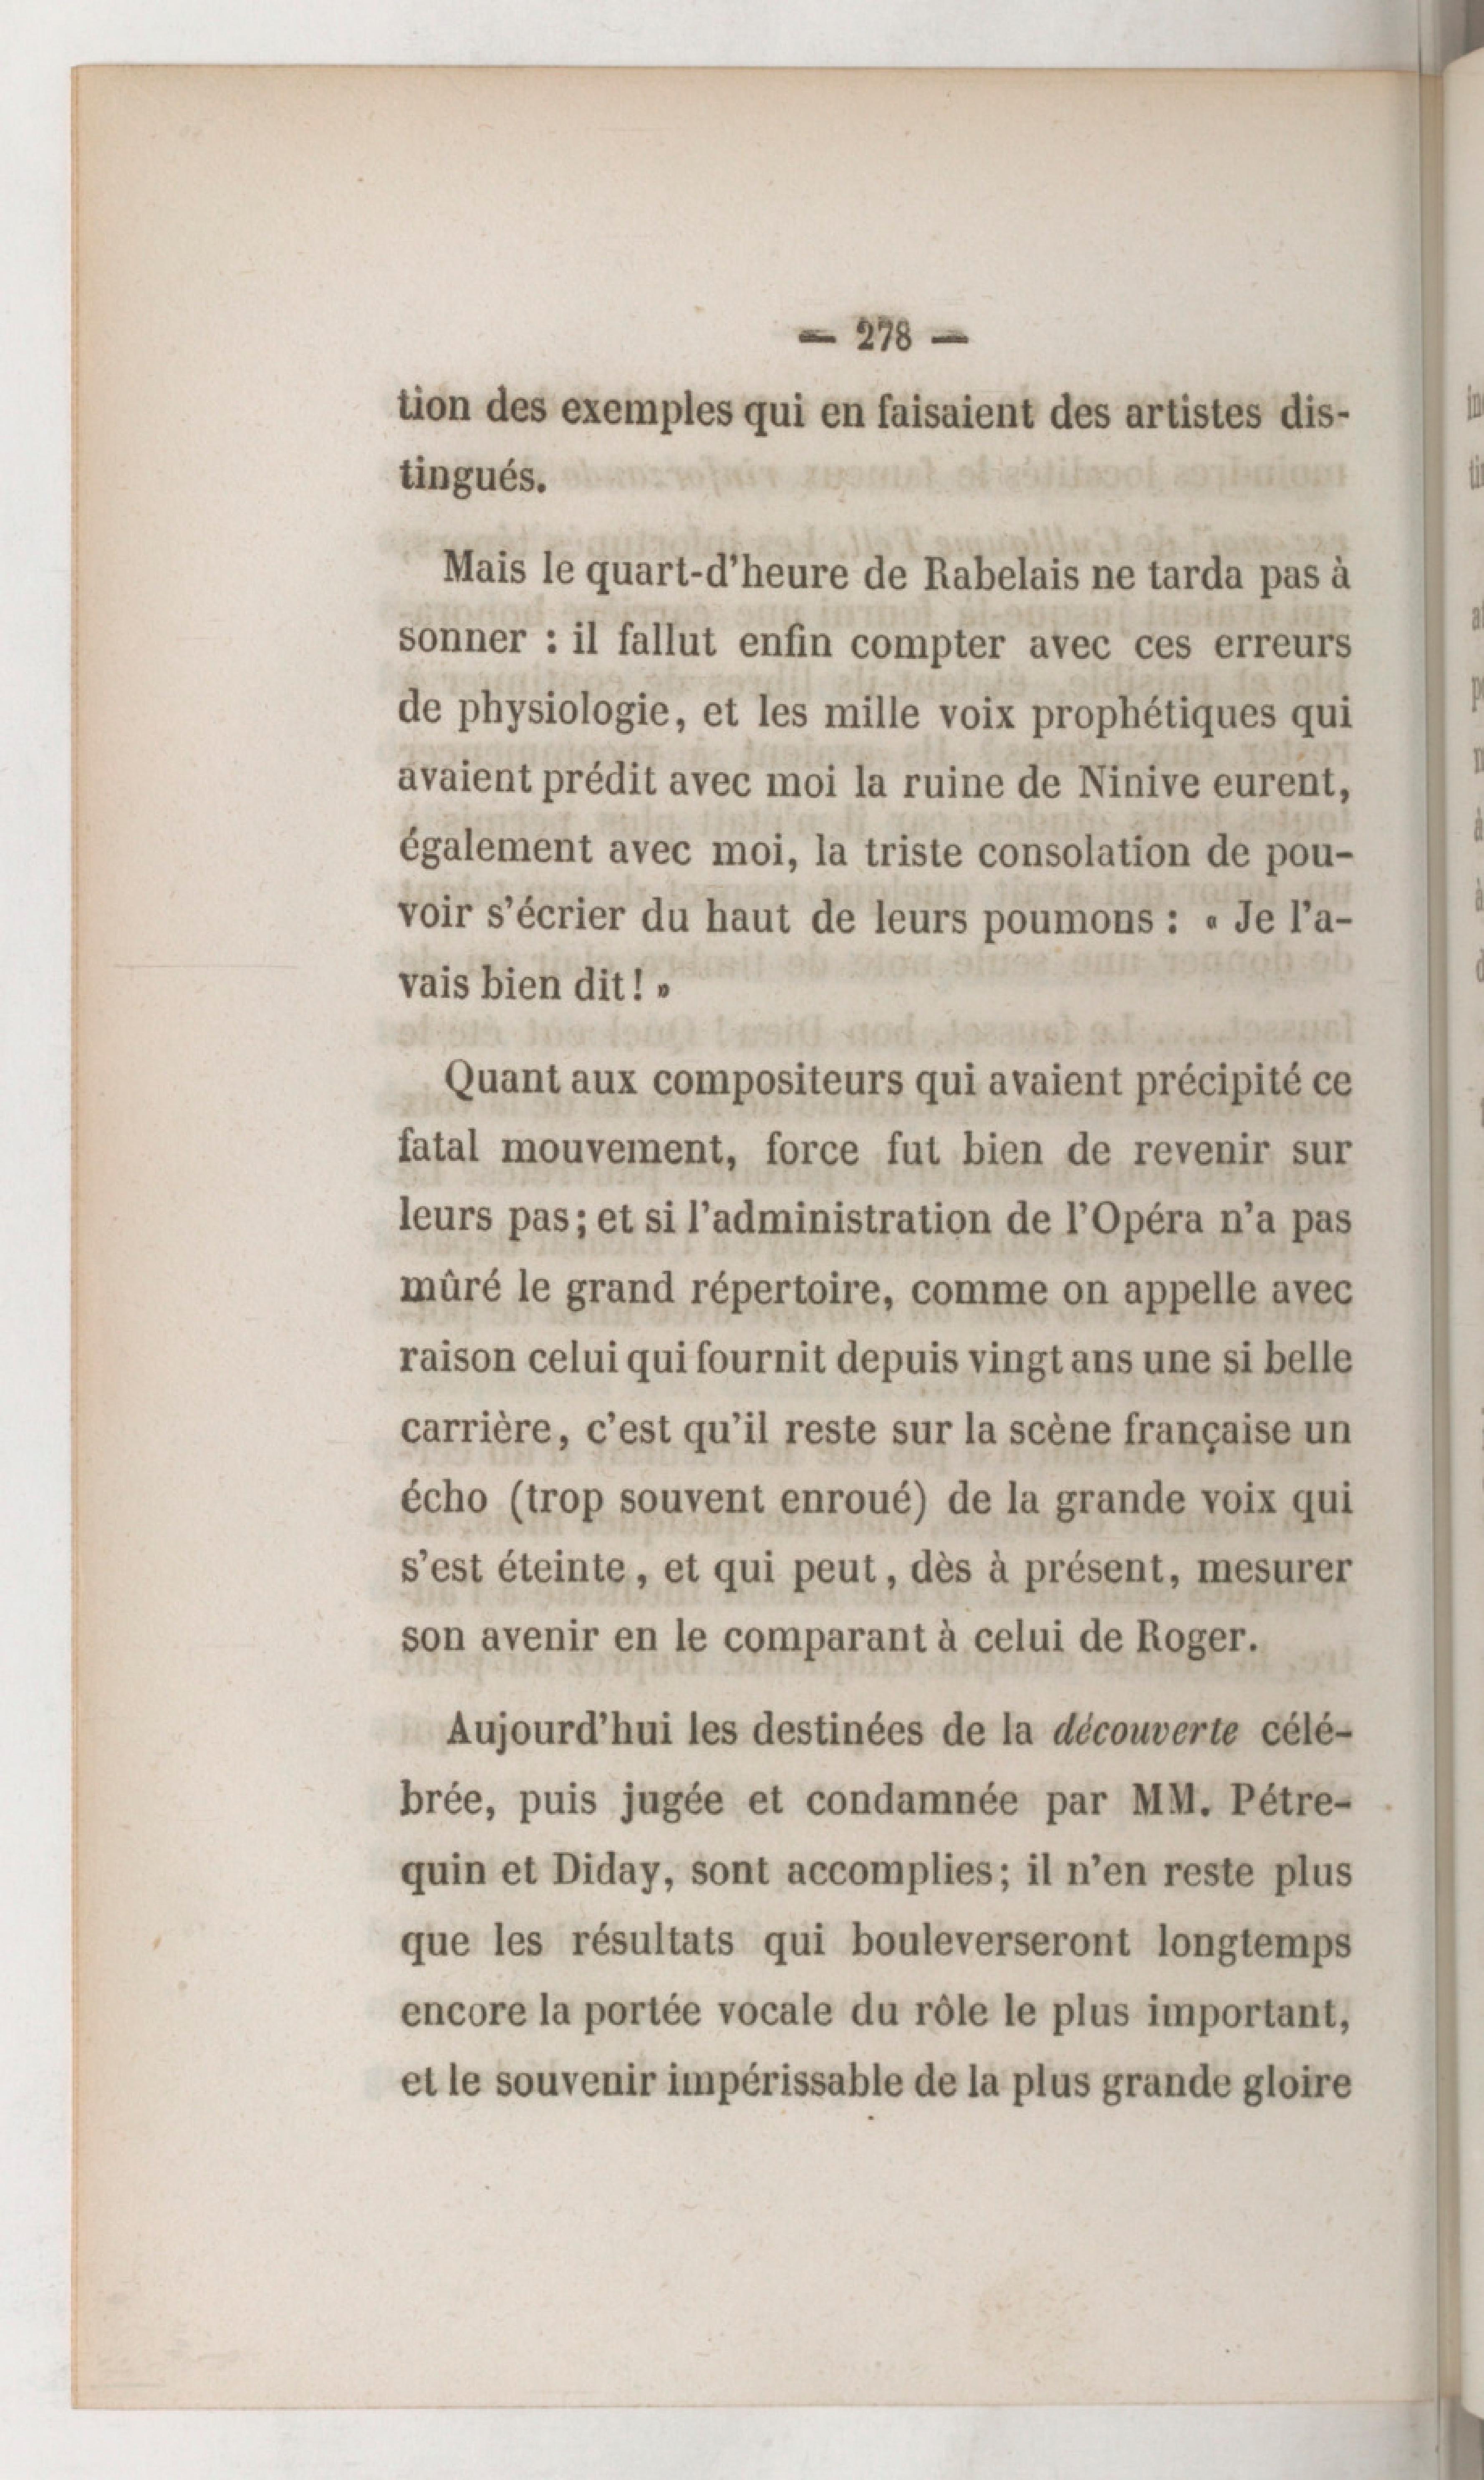 — 278 —
tion des exemples qui en faisaient des artistes dis-
tingués.
Mais le quart-d'heure de Rabelais ne tarda pas à
sonner : il fallut enfin compter avec ces erreurs
de physiologie, et les mille voix prophétiques qui
avaient prédit avec moi la ruine de Ninive eurent,
également avec moi, la triste consolation de pou-
voir s'écrier du haut de leurs poumons : « Je l'a-
vais bien dit! »
Quant aux compositeurs qui avaient précipité ce
fatal mouvement, force fut bien de revenir sur
leurs pas; et si l'administration de l'Opéra n'a pas
mûré le grand répertoire, comme on appelle avec
raison celui qui fournit depuis vingt ans une si belle
carrière, c'est qu'il reste sur la scène française un
écho (trop souvent enroué) de la grande voix qui
s'est éteinte, et qui peut, dès à présent, mesurer
son avenir en le comparant à celui de Roger.
Aujourd'hui les destinées de la découverte célé-
brée, puis jugée et condamnée par MM. Pétre-
quin et Diday, sont accomplies; il n'en reste plus
que les résultats qui bouleverseront longtemps
encore la portée vocale du rôle le plus important,
et le souvenir impérissable de la plus grande gloire